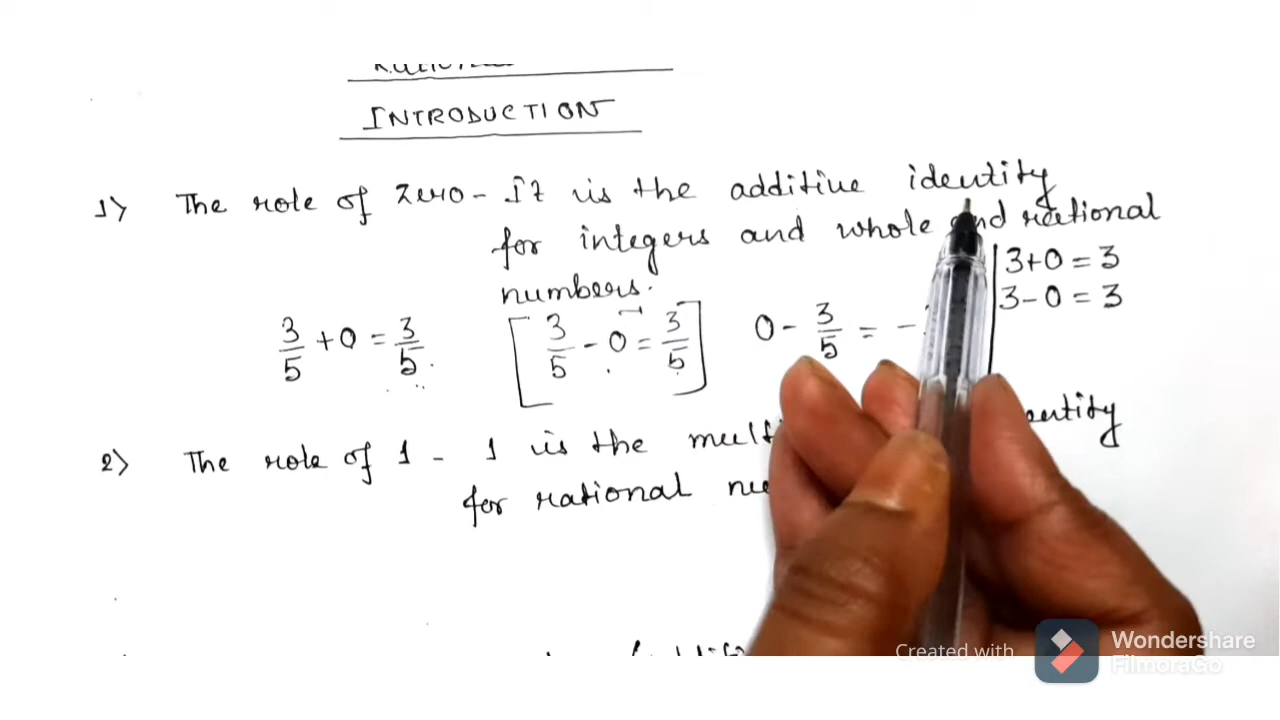 INTRODUCTION
1) The role of zero - It is the additive identity
for integers and whole and rational
numbers.
3+0=3
3-0=3
3/5 + 0 = 3/5 [3/5 - 0 = 3/5] 0 - 3/5 = -
2) The role of 1 - 1 is the
for rational
Created with
Wondershare
FilmoraGo